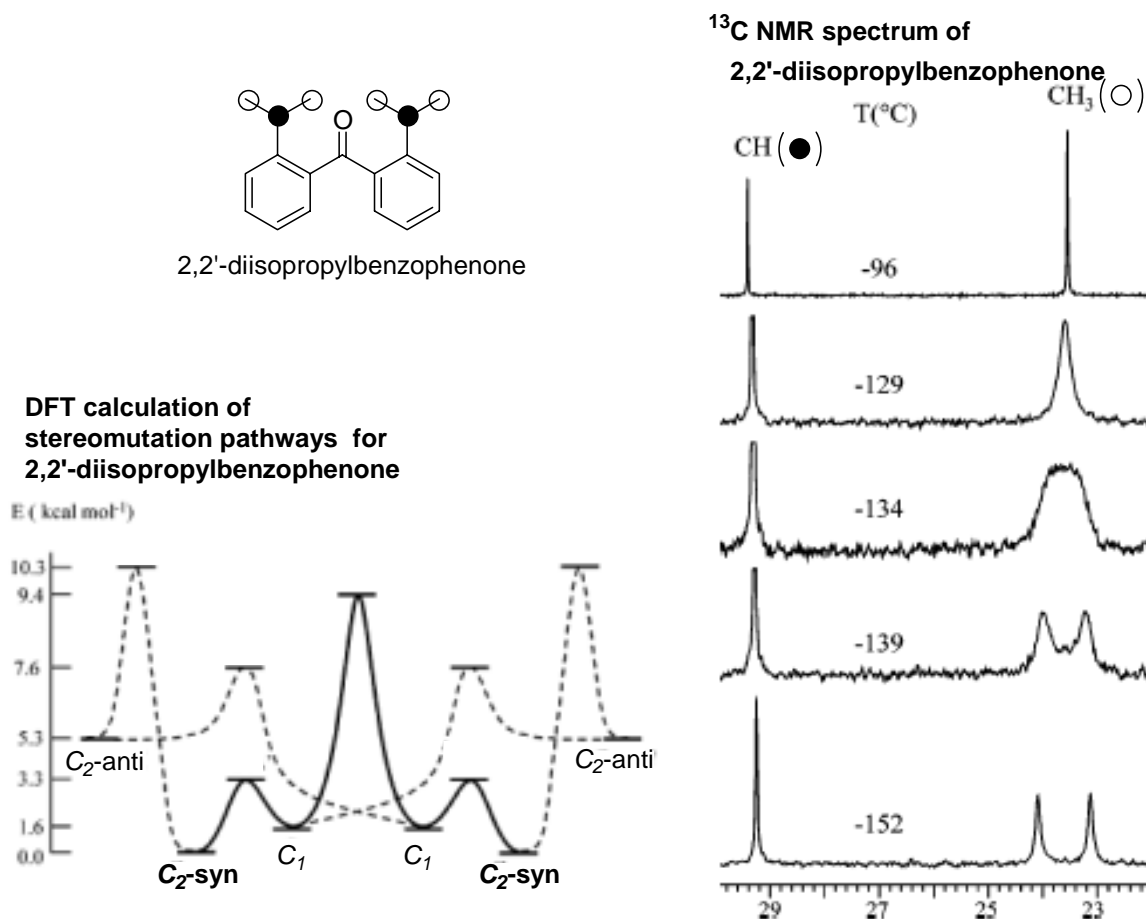 ¹³C NMR spectrum of
2,2'-diisopropylbenzophenone
CH₃ (○)
T(°C)
CH (●)
O
2,2'-diisopropylbenzophenone
-96
-129
-134
-139
-152
29
27
25
23
DFT calculation of
stereomutation pathways for
2,2'-diisopropylbenzophenone
E ( kcal mol⁻¹)
10.3
9.4
7.6
5.3
3.3
1.6
0.0
C₂-anti
C₂-anti
C₂-syn
C₁
C₁
C₂-syn